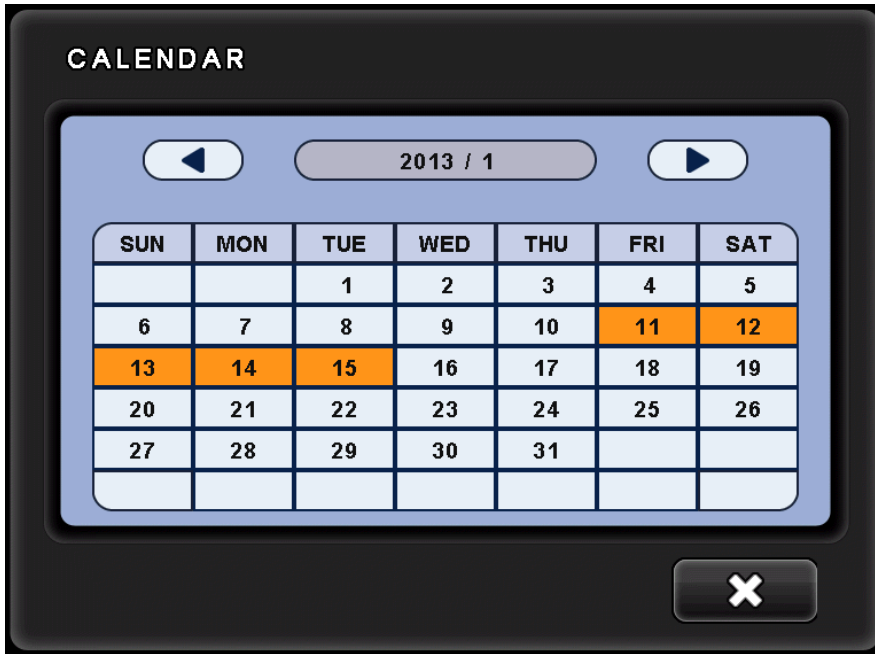 CALENDAR
2013 / 1
SUN MON TUE WED THU FRI SAT
1 2 3 4 5
6 7 8 9 10 11 12
13 14 15 16 17 18 19
20 21 22 23 24 25 26
27 28 29 30 31